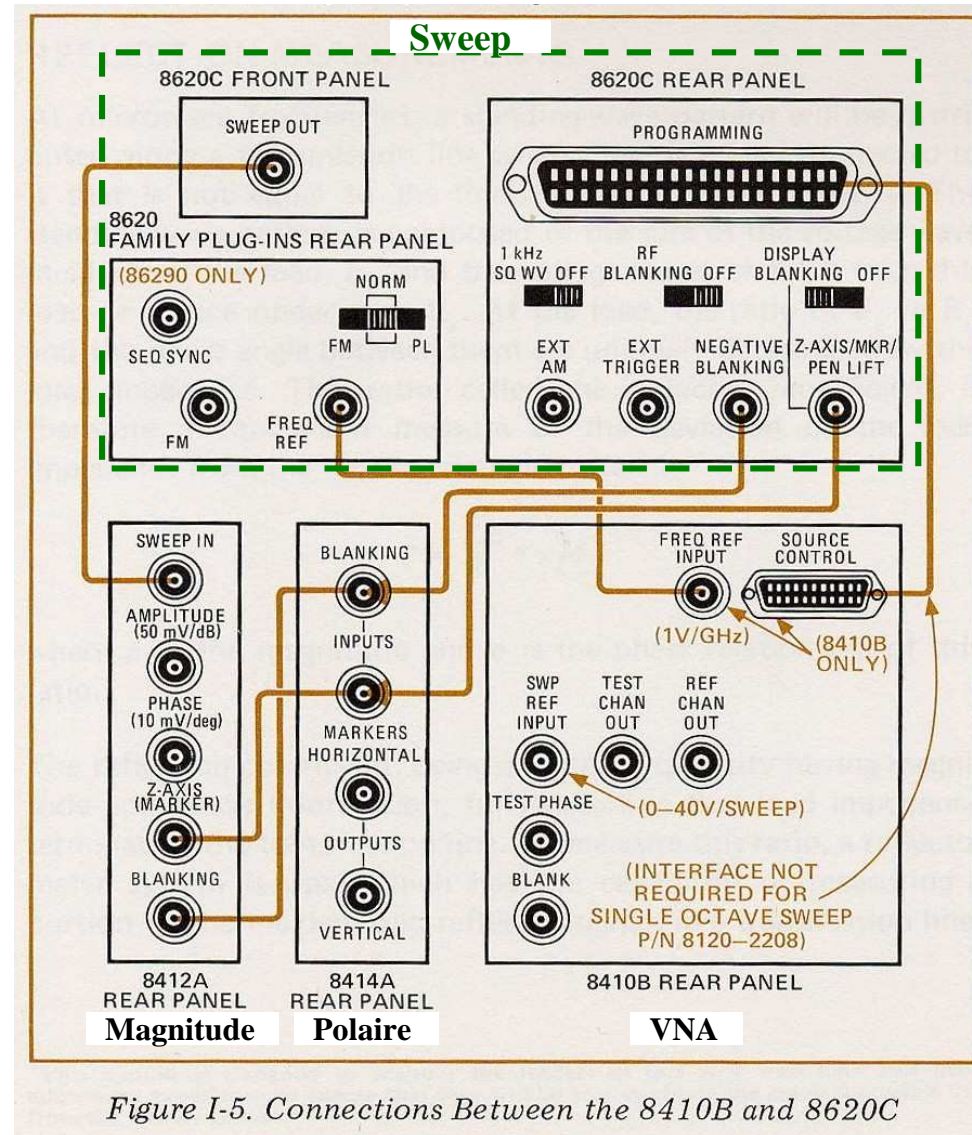 Sweep
8620C FRONT PANEL
SWEEP OUT
8620C REAR PANEL
PROGRAMMING
8620
FAMILY PLUG-INS REAR PANEL
(86290 ONLY)
SEQ SYNC
NORM
FM PL
FM
FREQ
REF
1 kHz
SQ WV OFF
RF
BLANKING OFF
DISPLAY
BLANKING OFF
EXT
AM
EXT
TRIGGER
NEGATIVE
BLANKING
Z-AXIS/MKR/
PEN LIFT
SWEEP IN
AMPLITUDE
(50 mV/dB)
PHASE
(10 mV/deg)
Z-AXIS
(MARKER)
BLANKING
8412A
REAR PANEL
Magnitude
BLANKING
INPUTS
MARKERS
HORIZONTAL
OUTPUTS
VERTICAL
8414A
REAR PANEL
Polaire
FREQ REF
INPUT
SOURCE
CONTROL
(1V/GHz)
(8410B
ONLY)
SWP
REF
INPUT
TEST
CHAN
OUT
REF
CHAN
OUT
(0–40V/SWEEP)
TEST PHASE
BLANK
(INTERFACE NOT
REQUIRED FOR
SINGLE OCTAVE SWEEP
P/N 8120–2208)
8410B REAR PANEL
VNA
Figure I-5. Connections Between the 8410B and 8620C